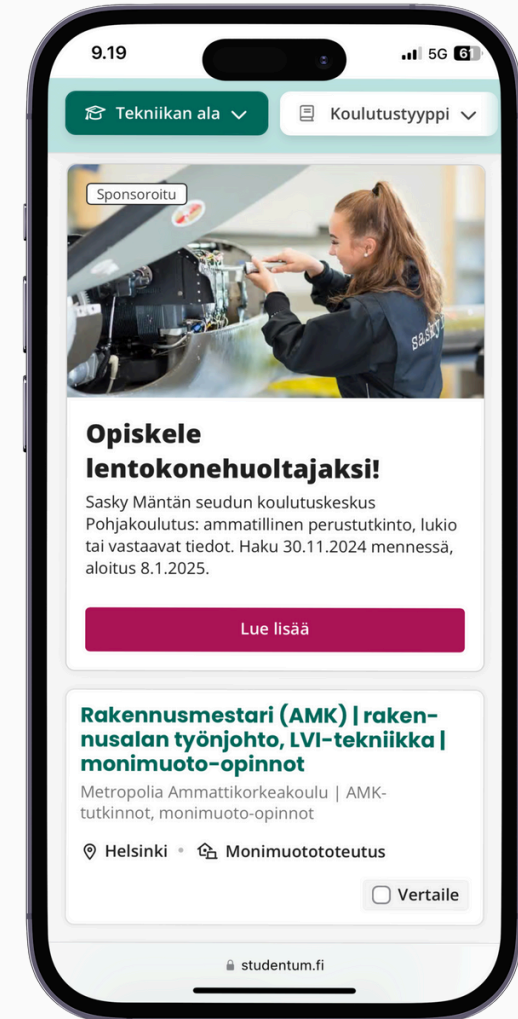 9.19
5G 61
Tekniikan ala
Koulutustyyppi
Sponsoroitu
sasky
Opiskele
lentokonehuoltajaksi!
Sasky Mäntän seudun koulutuskeskus
Pohjakoulutus: ammatillinen perustutkinto, lukio
tai vastaavat tiedot. Haku 30.11.2024 mennessä,
aloitus 8.1.2025.
Lue lisää
Rakennusmestari (AMK) | raken-
nusalan työnjohto, LVI-tekniikka |
monimuoto-opinnot
Metropolia Ammattikorkeakoulu | AMK-
tutkinnot, monimuoto-opinnot
Helsinki • Monimuotototeutus
Vertaile
studentum.fi